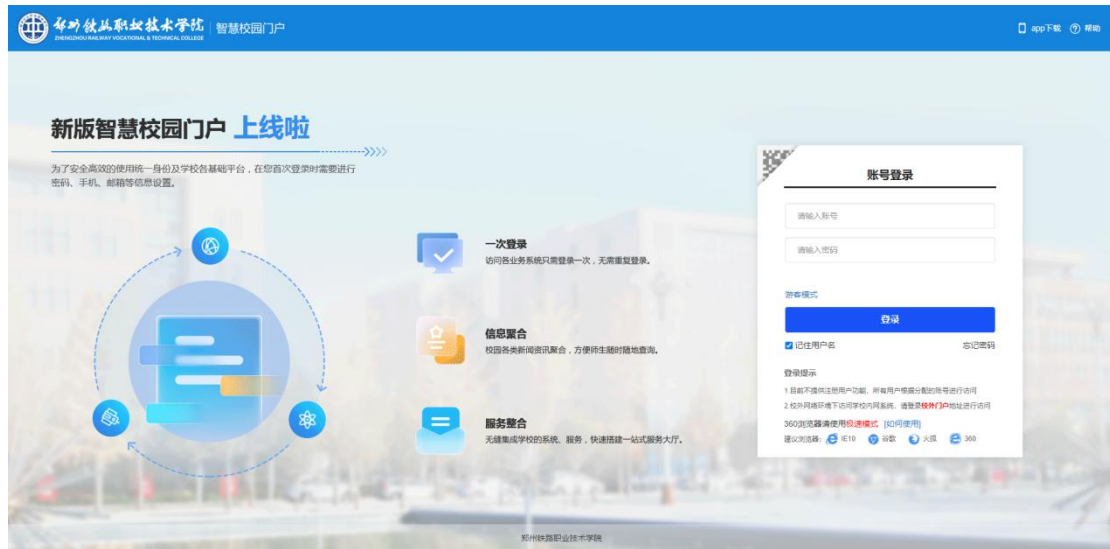 郑州铁路职业技术学院
ZHENGZHOU RAILWAY VOCATIONAL & TECHNICAL COLLEGE
智慧校园门户
app下载 帮助
新版智慧校园门户 上线啦
为了安全高效的使用统一身份及学校各基础平台，在您首次登录时需要进行
密码、手机、邮箱等信息设置。
一次登录
访问各业务系统只需登录一次，无需重复登录。
信息聚合
校园各类新闻资讯聚合，方便师生随时随地查询。
服务整合
无缝集成学校的系统、服务，快速搭建一站式服务大厅。
账号登录
请输入账号
请输入密码
游客模式
登录
记住用户名 忘记密码
登录提示
1.目前不提供注册用户功能，所有用户根据分配的账号进行访问
2.校外网络环境下访问学校内网系统，请登录校外门户地址进行访问
360浏览器请使用极速模式 [如何使用]
建议浏览器： IE10 谷歌 火狐 360
郑州铁路职业技术学院